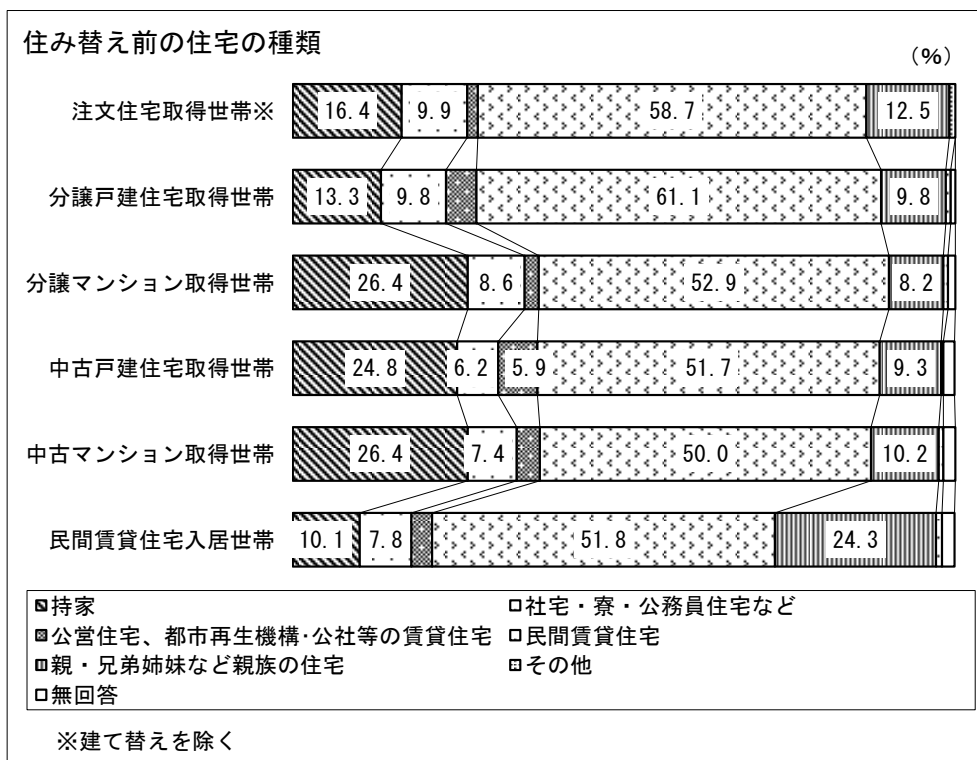 住み替え前の住宅の種類
(%)
注文住宅取得世帯※ 16.4 9.9 58.7 12.5
分譲戸建住宅取得世帯 13.3 9.8 61.1 9.8
分譲マンション取得世帯 26.4 8.6 52.9 8.2
中古戸建住宅取得世帯 24.8 6.2 5.9 51.7 9.3
中古マンション取得世帯 26.4 7.4 50.0 10.2
民間賃貸住宅入居世帯 10.1 7.8 51.8 24.3
持家 社宅・寮・公務員住宅など
公営住宅、都市再生機構・公社等の賃貸住宅 民間賃貸住宅
親・兄弟姉妹など親族の住宅 その他
無回答
※建て替えを除く